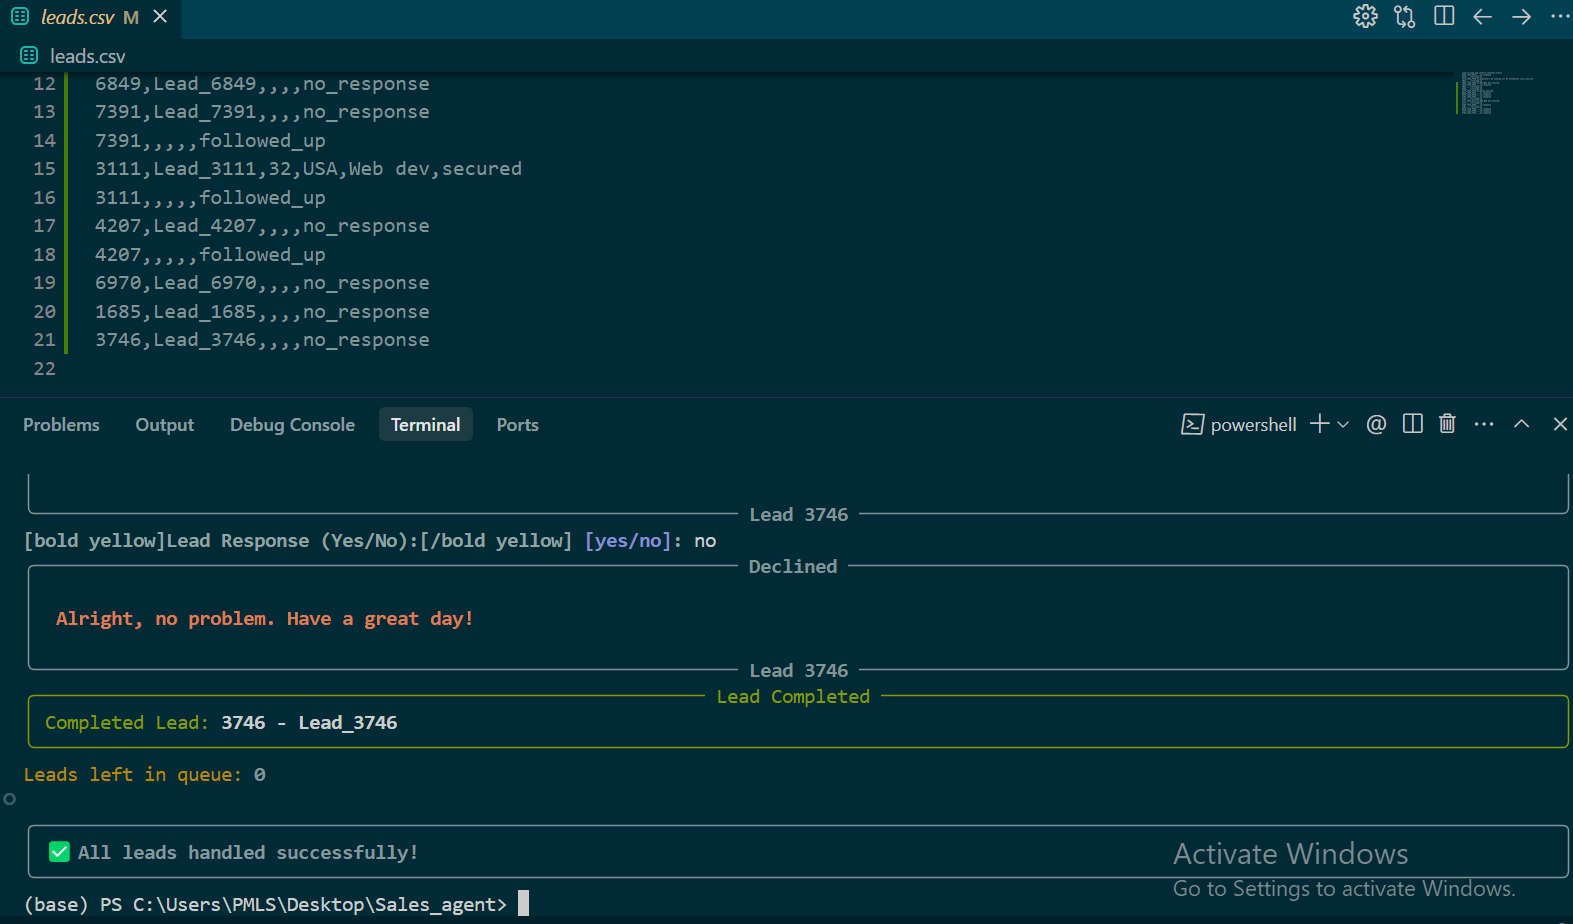 leads.csv M
leads.csv
12 6849,Lead_6849,,,,no_response
13 7391,Lead_7391,,,,no_response
14 7391,,,,,followed_up
15 3111,Lead_3111,32,USA,Web dev,secured
16 3111,,,,,followed_up
17 4207,Lead_4207,,,,no_response
18 4207,,,,,followed_up
19 6970,Lead_6970,,,,no_response
20 1685,Lead_1685,,,,no_response
21 3746,Lead_3746,,,,no_response
22
Problems Output Debug Console Terminal Ports powershell
Lead 3746
[bold yellow]Lead Response (Yes/No):[/bold yellow] [yes/no]: no
Declined
Alright, no problem. Have a great day!
Lead 3746
Lead Completed
Completed Lead: 3746 - Lead_3746
Leads left in queue: 0
✅ All leads handled successfully!
Activate Windows
Go to Settings to activate Windows.
(base) PS C:\Users\PMLS\Desktop\Sales_agent>